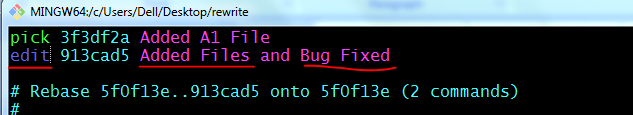 MINGW64:/c/Users/Dell/Desktop/rewrite
pick 3f3df2a Added A1 File
edit 913cad5 Added Files and Bug Fixed
# Rebase 5f0f13e..913cad5 onto 5f0f13e (2 commands)
#